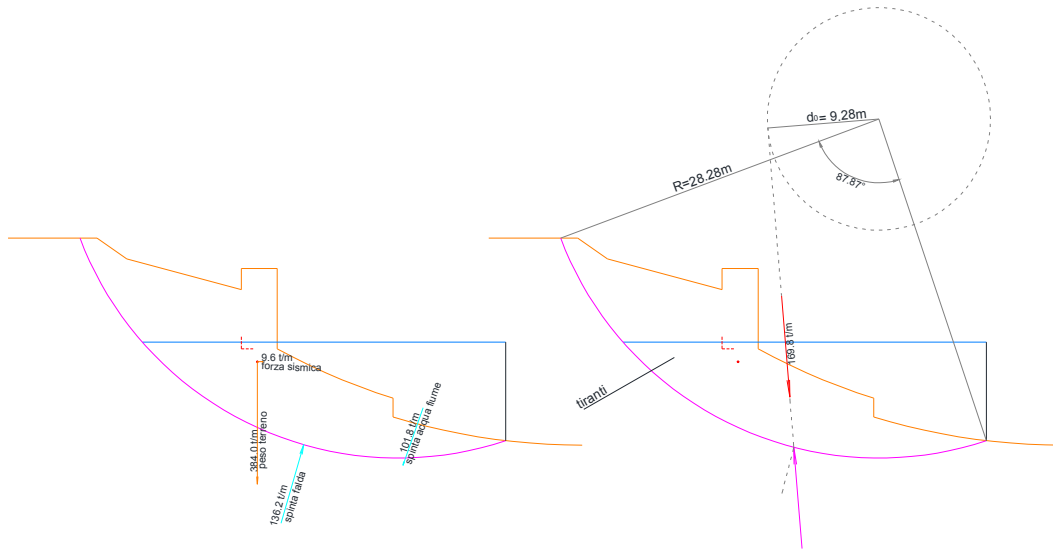 9.6 t/m
forza sismica
384.0 t/m
peso terreno
136.2 t/m
spinta falda
101.8 t/m
spinta acqua fiume
d0= 9.28m
R=28.28m
87.87°
169.8 t/m
tiranti